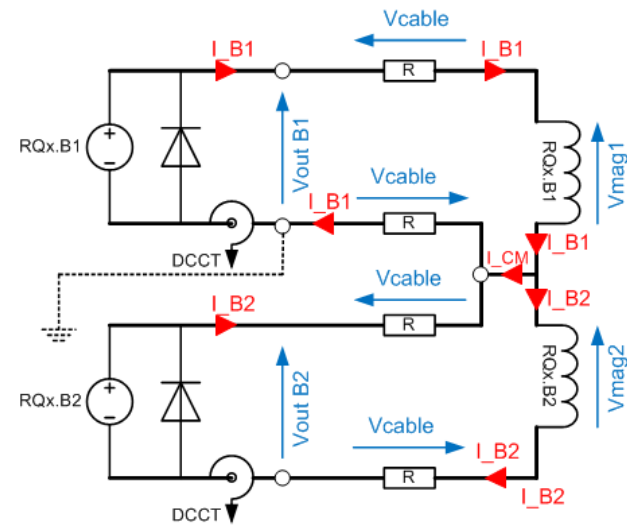 Vcable
I_B1
I_B1
R
RQx.B1
+
−
Vout B1
RQx.B1
Vmag1
Vcable
I_B1
R
I_B1
DCCT
I_CM
Vcable
I_B2
I_B2
R
RQx.B2
+
−
Vout B2
RQx.B2
Vmag2
Vcable
I_B2
R
I_B2
DCCT